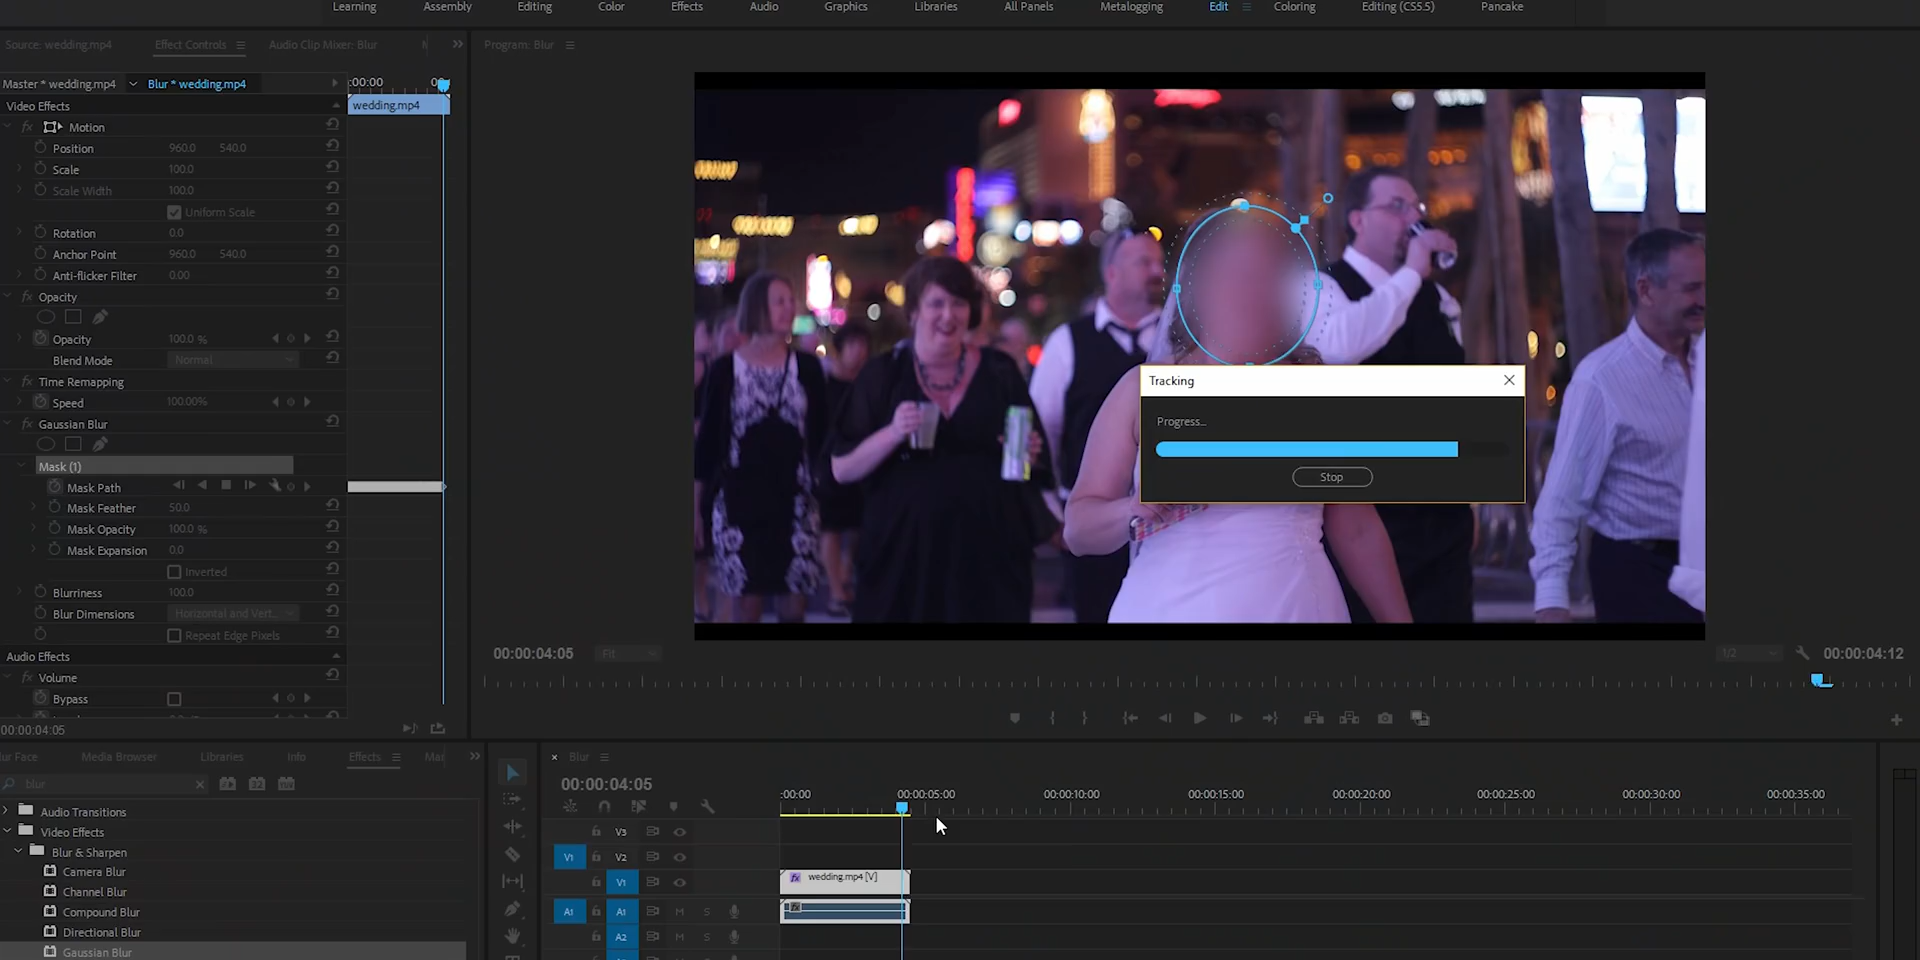 Learning Assembly Editing Color Effects Audio Graphics Libraries All Panels Metalogging Edit Coloring Editing (CS5.5) Pancake
Source: wedding.mp4 Effect Controls Audio Clip Mixer: Blur
Program: Blur
Master * wedding.mp4 Blur * wedding.mp4
:00:00
wedding.mp4
Video Effects
fx Motion
Position 960.0 540.0
Scale 100.0
Scale Width 100.0
Uniform Scale
Rotation 0.0
Anchor Point 960.0 540.0
Anti-flicker Filter 0.00
fx Opacity
Opacity 100.0 %
Blend Mode Normal
fx Time Remapping
Speed 100.00%
fx Gaussian Blur
Mask (1)
Mask Path
Mask Feather 50.0
Mask Opacity 100.0 %
Mask Expansion 0.0
Inverted
Blurriness 100.0
Blur Dimensions Horizontal and Vert...
Repeat Edge Pixels
Audio Effects
fx Volume
Bypass
00:00:04:05
Tracking
Progress...
Stop
00:00:04:05 Fit 1/2 00:00:04:12
ur Face Media Browser Libraries Info Effects
blur
Audio Transitions
Video Effects
Blur & Sharpen
Camera Blur
Channel Blur
Compound Blur
Directional Blur
Gaussian Blur
× Blur
00:00:04:05
:00:00 00:00:05:00 00:00:10:00 00:00:15:00 00:00:20:00 00:00:25:00 00:00:30:00 00:00:35:00
V3
V1 V2
V1 fx wedding.mp4 [V]
A1 A1 M S fx
A2 M S